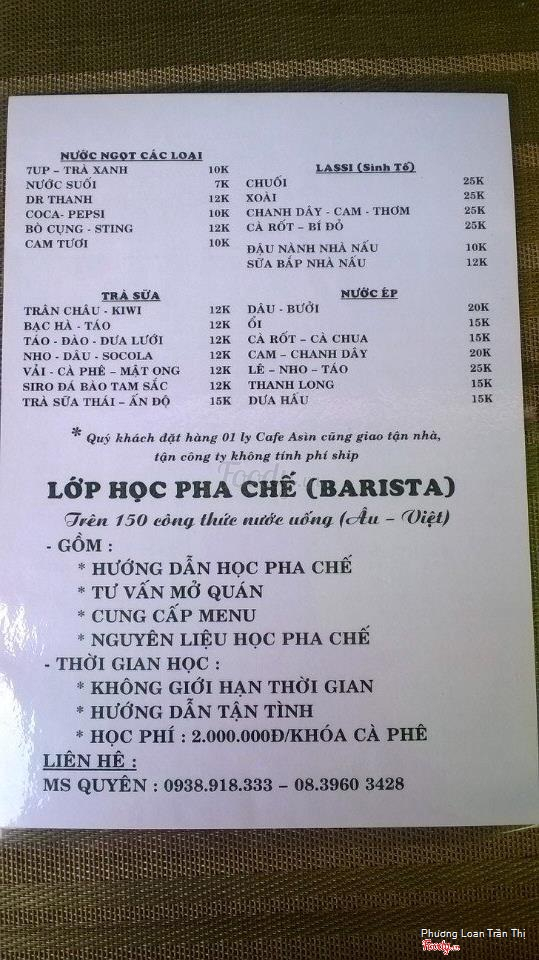 NƯỚC NGỌT CÁC LOẠI
7UP – TRÀ XANH 10K
NƯỚC SUỐI 7K
DR THANH 12K
COCA- PEPSI 10K
BÒ CỤNG - STING 12K
CAM TƯƠI 10K
LASSI (Sinh Tố)
CHUỐI 25K
XOÀI 25K
CHANH DÂY - CAM - THƠM 25K
CÀ RỐT – BÍ ĐỎ 25K
ĐẬU NÀNH NHÀ NẤU 10K
SỮA BẮP NHÀ NẤU 12K
TRÀ SỮA
TRÂN CHÂU - KIWI 12K
BẠC HÀ - TÁO 12K
TÁO - ĐÀO - DƯA LƯỚI 12K
NHO - DÂU - SOCOLA 12K
VẢI - CÀ PHÊ – MẬT ONG 12K
SIRO ĐÁ BÀO TAM SẮC 12K
TRÀ SỮA THÁI – ẤN ĐỘ 15K
NƯỚC ÉP
DÂU - BƯỞI 20K
ỔI 15K
CÀ RỐT – CÀ CHUA 15K
CAM – CHANH DÂY 20K
LÊ – NHO – TÁO 25K
THANH LONG 15K
DƯA HẤU 15K
* Quý khách đặt hàng 01 ly Cafe Asìn cũng giao tận nhà,
tận công ty không tính phí ship
Foody.vn
LỚP HỌC PHA CHẾ (BARISTA)
Trên 150 công thức nước uống (Âu – Việt)
- GỒM :
* HƯỚNG DẪN HỌC PHA CHẾ
* TƯ VẤN MỞ QUÁN
* CUNG CẤP MENU
* NGUYÊN LIỆU HỌC PHA CHẾ
- THỜI GIAN HỌC :
* KHÔNG GIỚI HẠN THỜI GIAN
* HƯỚNG DẪN TẬN TÌNH
* HỌC PHÍ : 2.000.000Đ/KHÓA CÀ PHÊ
LIÊN HỆ :
MS QUYÊN : 0938.918.333 – 08.3960 3428
Phương Loan Trần Thị
Foody.vn